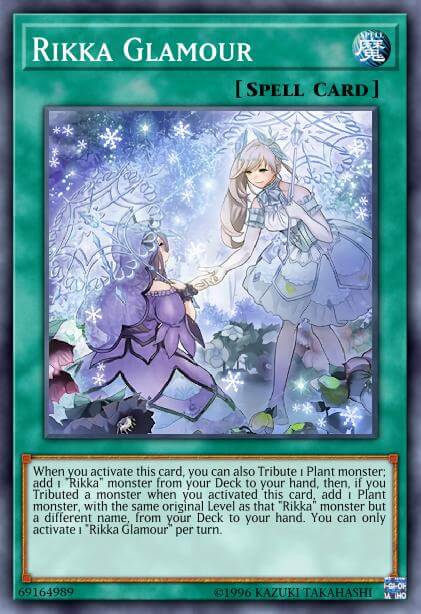 Rikka Glamour
SPELL
魔
[Spell Card]
When you activate this card, you can also Tribute 1 Plant monster;
add 1 "Rikka" monster from your Deck to your hand, then, if you
Tributed a monster when you activated this card, add 1 Plant
monster, with the same original Level as that "Rikka" monster but
a different name, from your Deck to your hand. You can only
activate 1 "Rikka Glamour" per turn.
69164989
©1996 KAZUKI TAKAHASHI